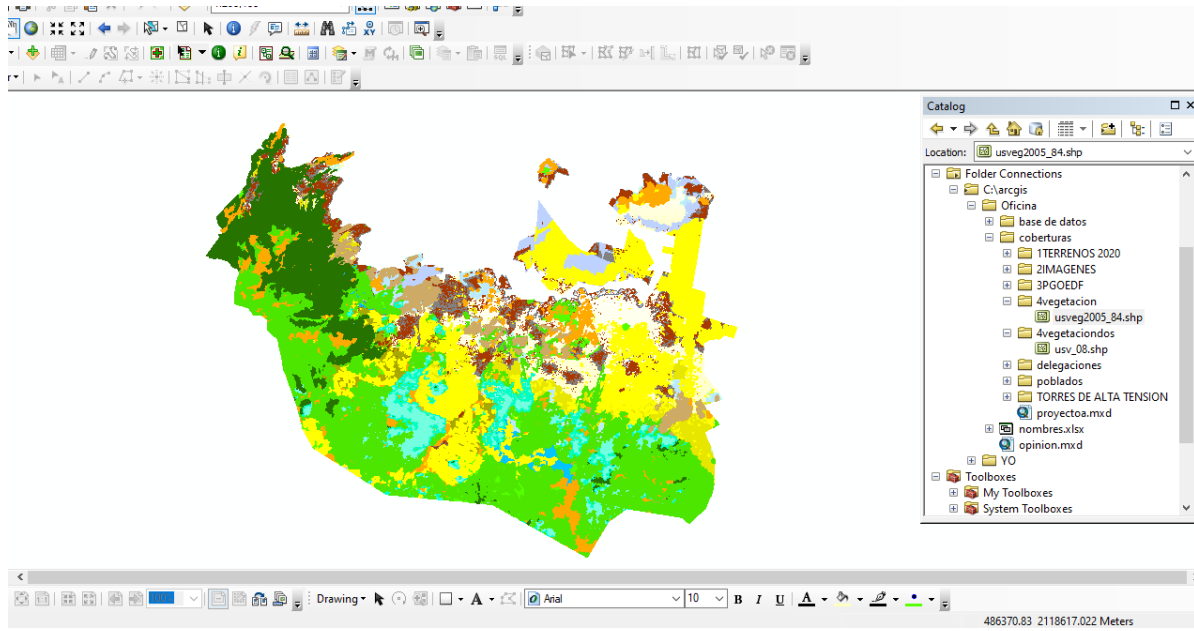 Catalog
Location: usveg2005_84.shp
Folder Connections
C:\arcgis
Oficina
base de datos
coberturas
1TERRENOS 2020
2IMAGENES
3PGOEDF
4vegetacion
usveg2005_84.shp
4vegetaciondos
usv_08.shp
delegaciones
poblados
TORRES DE ALTA TENSION
proyectoa.mxd
nombres.xlsx
opinion.mxd
YO
Toolboxes
My Toolboxes
System Toolboxes
Drawing
A
Arial
10
B I U A
486370.83 2118617.022 Meters